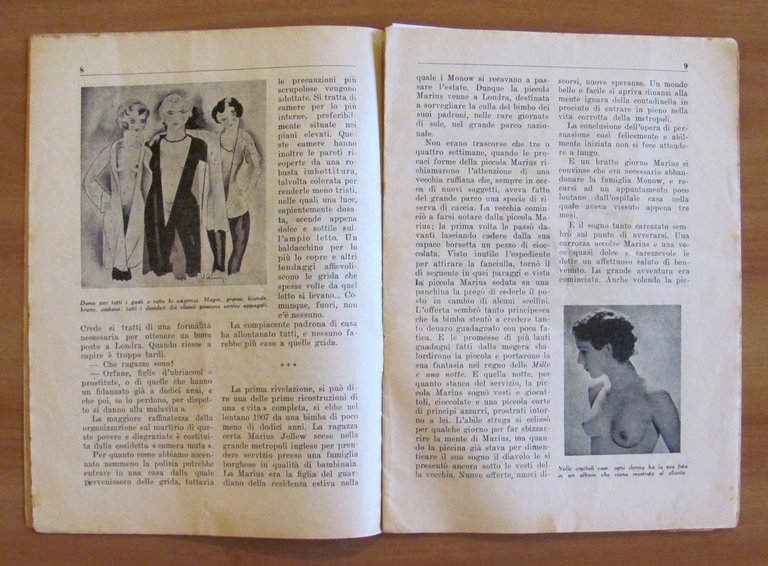 8
le precauzioni più
scrupolose vengono
adottate. Si tratta di
camere per lo più
interne, preferibil-
mente situate nei
piani elevati. Que-
ste camere hanno
inoltre le pareti ri-
coperte da una ro-
busta imbottitura,
talvolta colorata per
renderle meno tristi,
nelle quali una luce,
sapientemente dosa-
ta, scende appena
dolce e sottile sul-
l'ampio letto. Un
baldacchino per lo
più lo copre e altri
tendaggi affievoli-
scono le grida che
spesse volte da quel
letto si levano... Co-
munque, fuori, non
c'è nessuno.
Dame per tutti i gusti e tutte le esigenze. Magre, grasse, bionde,
brune, castane: tutti i desideri dei clienti possono venire appagati.
Crede si tratti di una formalità
necessaria per ottenere un buon
posto a Londra. Quando riesce a
capire è troppo tardi.
— Che ragazze sono?
— Orfane, figlie d'ubriaconi o
prostitute, o di quelle che hanno
un fidanzato già a dodici anni, e
che poi, se lo perdono, per dispet-
to si danno alla malavita ».
La maggiore raffinatezza della
organizzazione sul martirio di que-
ste povere e disgraziate è costitui-
ta dalla cosidetta « camera muta ».
Per quanto come abbiamo accen-
nato nemmeno la polizia potrebbe
entrare in una casa dalla quale
pervenissero delle grida, tuttavia
La compiacente padrona di casa
ha allontanato tutti, e nessuno fa-
rebbe più caso a quelle grida.
***
La prima rivelazione, si può di-
re una delle prime ricostruzioni di
una « vita » completa, si ebbe nel
lontano 1907 da una bimba di poco
meno di dodici anni. La ragazza
certa Marius Jollew scese nella
grande metropoli inglese per pren-
dere servizio presso una famiglia
borghese in qualità di bambinaia.
La Marius era la figlia del guar-
diano della residenza estiva nella
9
quale i Monow si recavano a pas-
sare l'estate. Dunque la piccola
Marius venne a Londra, destinata
a sorvegliare la culla del bimbo dei
suoi padroni, nelle rare giornate
di sole, nel grande parco nazio-
nale.
Non erano trascorse che tre o
quattro settimane, quando le pro-
caci forme della piccola Marius ri-
chiamarono l'attenzione di una
vecchia ruffiana che, sempre in cer-
ca di nuovi soggetti, aveva fatto
del grande parco una specie di ri-
serva di caccia. La vecchia comin-
ciò a farsi notare dalla piccola Ma-
rius; la prima volta le passò da-
vanti lasciando cadere dalla sua
capace borsetta un pezzo di cioc-
colata. Visto inutile l'espediente
per attirare la fanciulla, tornò il
dì seguente in quei paraggi e vista
la piccola Marius seduta su una
panchina la pregò di cederle il po-
sto in cambio di alcuni scellini.
L'offerta sembrò tanto principesca
che la bimba stentò a credere tan-
to denaro guadagnato con poca fa-
tica. E le promesse di più lauti
guadagni fatti dalla megera sba-
lordirono la piccola e portarono la
sua fantasia nel regno delle Mille
e una notte. E quella notte, per
quanto stanca del servizio, la pic-
cola Marius sognò vesti e giocat-
toli, cioccolate e una piccola corte
di principi azzurri, prostrati intor-
no a lei. L'abile strega si eclissò
per qualche giorno per far sbizzar-
rire la mente di Marius, ma quan-
do la piccina già stava per dimen-
ticare il suo sogno il diavolo le si
presentò ancora sotto le vesti del-
la vecchia. Nuove offerte, nuovi di-
scorsi, nuove speranze. Un mondo
bello e facile si apriva dinanzi alla
mente ignara della contadinella in
procinto di entrare in pieno nella
vita corrotta della metropoli.
La conclusione dell'opera di per-
suasione così felicemente e abil-
mente iniziata non si fece attende-
re a lungo.
E un brutto giorno Marius si
convinse che era necessario abban-
donare la famiglia Monow, e re-
carsi ad un appuntamento poco
lontano dall'ospitale casa nella
quale aveva vissuto appena tre
mesi.
E il sogno tanto carezzato sem-
brò sul punto di avverarsi. Una
carrozza accolse Marius e una vo-
ce quasi dolce e carezzevole le
dette un affettuoso saluto di ben-
venuto. La grande avventura era
cominciata. Anche volendo la pic-
Nelle ospitali case, ogni donna ha la sua foto
in un album che viene mostrato al cliente.